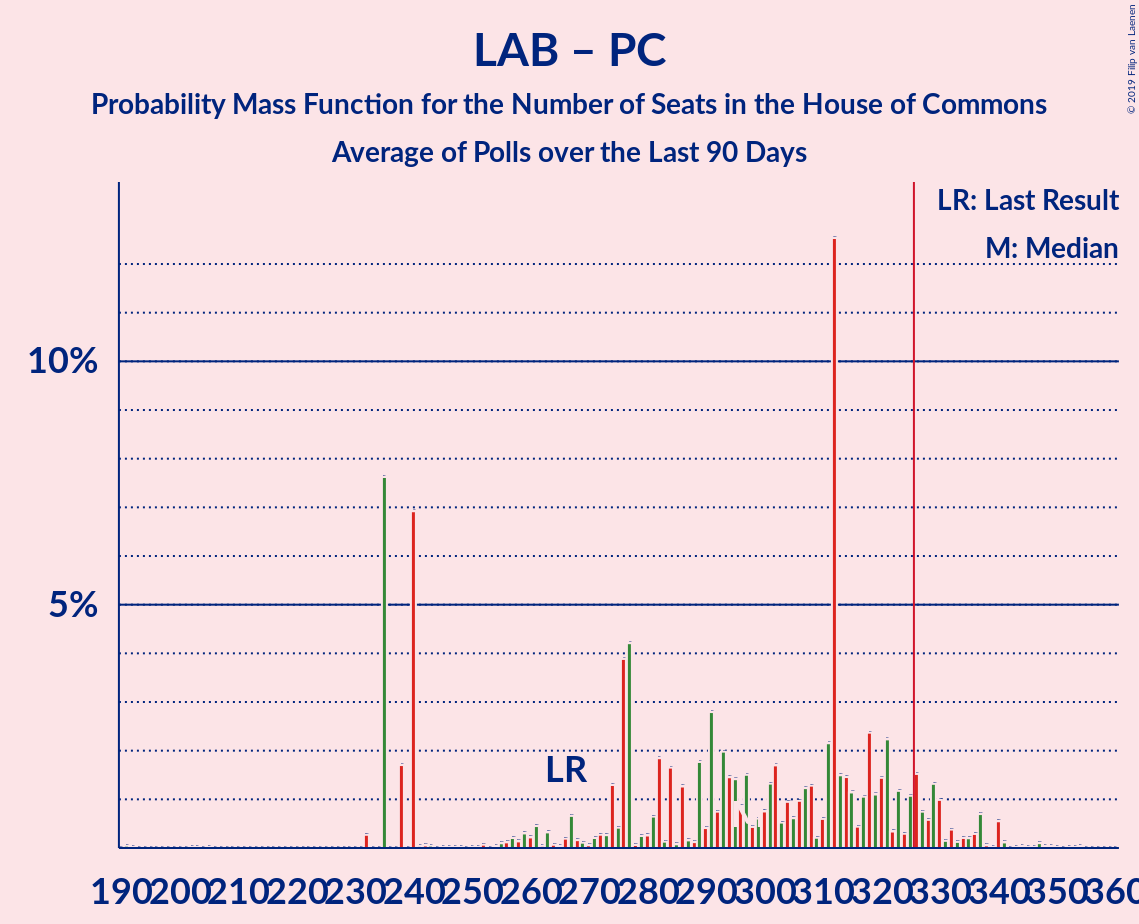 LAB – PC
Probability Mass Function for the Number of Seats in the House of Commons
Average of Polls over the Last 90 Days
© 2019 Filip van Laenen
LR: Last Result
M: Median
10%
5%
LR
M
190 200 210 220 230 240 250 260 270 280 290 300 310 320 330 340 350 360